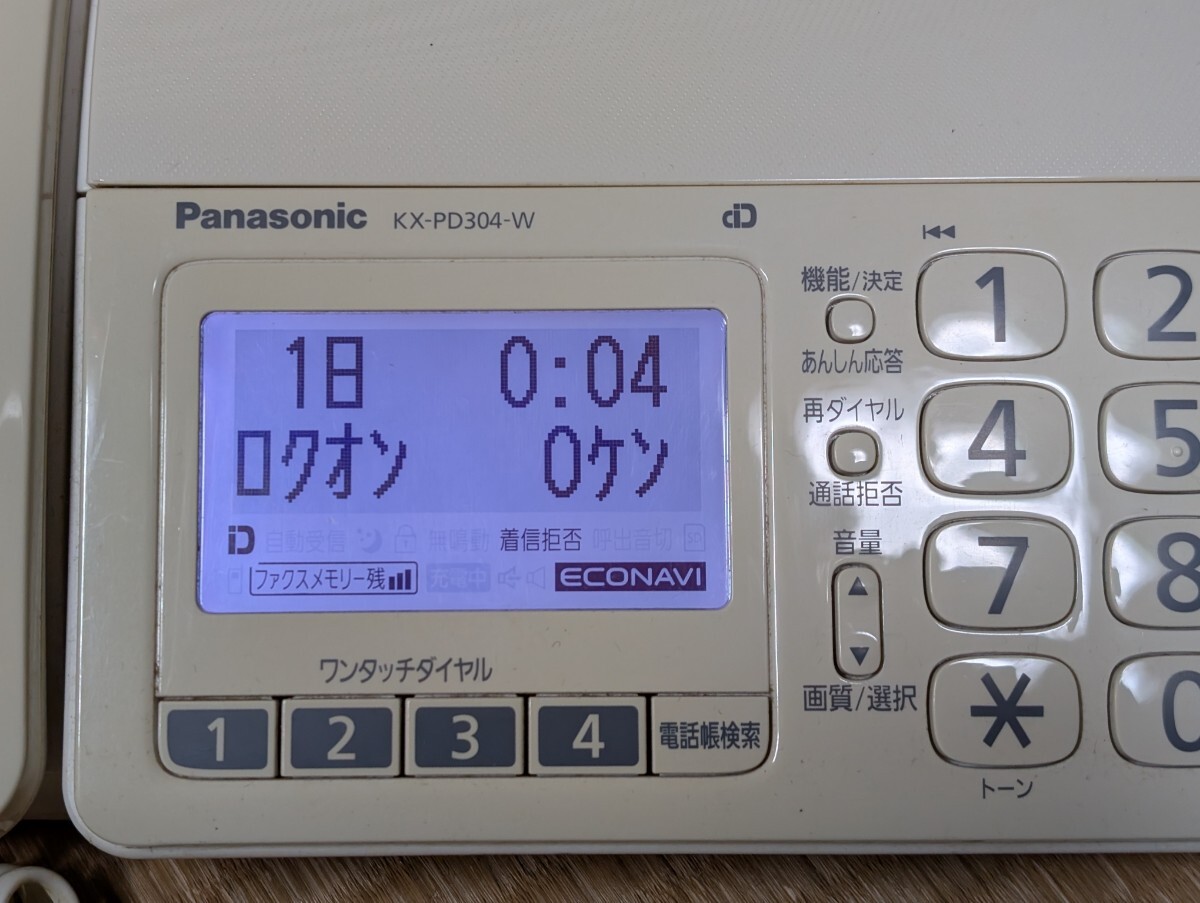 Panasonic KX-PD304-W iD
1日 0:04
ロクオン 0ケン
iD 自動受信 無鳴動 着信拒否 呼出音切 SD
ファクスメモリー残 充電中 ECONAVI
ワンタッチダイヤル
1 2 3 4 電話帳検索
機能/決定
あんしん応答
再ダイヤル
通話拒否
音量
▲
▼
画質/選択
1 2
4 5
7 8
* 0
トーン